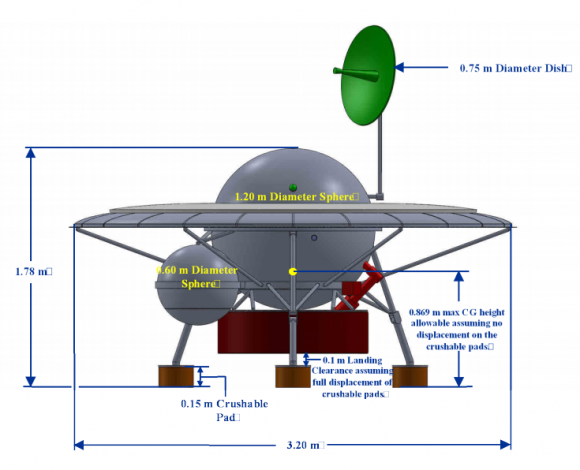 0.75 m Diameter Dish□
1.20 m Diameter Sphere□
0.60 m Diameter
Sphere□
1.78 m□
0.869 m max CG height
allowable assuming no
displacement on the
crushable pads□
0.1 m Landing
Clearance assuming
full displacement of
crushable pads□
0.15 m Crushable
Pad□
3.20 m□